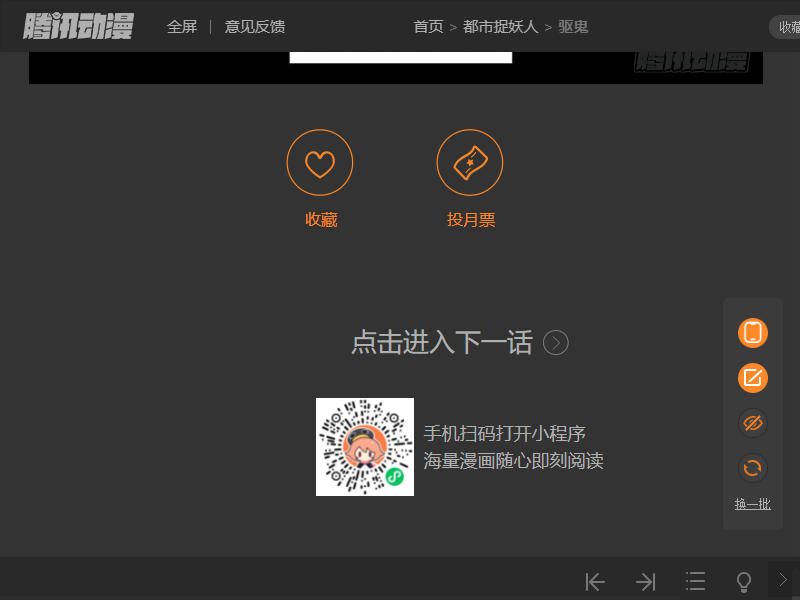 腾讯动漫
全屏 | 意见反馈
首页 > 都市捉妖人 > 驱鬼
收藏
腾讯动漫
收藏
投月票
点击进入下一话
手机扫码打开小程序
海量漫画随心即刻阅读
换一批